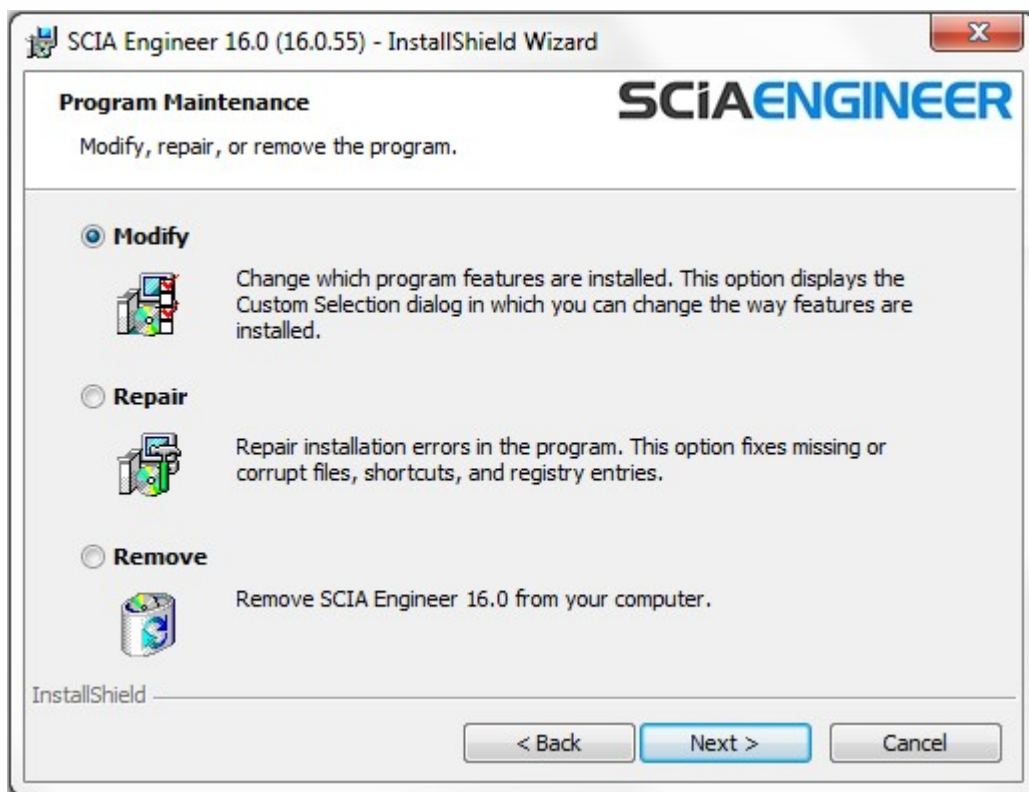 SCIA Engineer 16.0 (16.0.55) - InstallShield Wizard
Program Maintenance
SCiAENGINEER
Modify, repair, or remove the program.
Modify
Change which program features are installed. This option displays the
Custom Selection dialog in which you can change the way features are
installed.
Repair
Repair installation errors in the program. This option fixes missing or
corrupt files, shortcuts, and registry entries.
Remove
Remove SCIA Engineer 16.0 from your computer.
InstallShield
< Back
Next >
Cancel